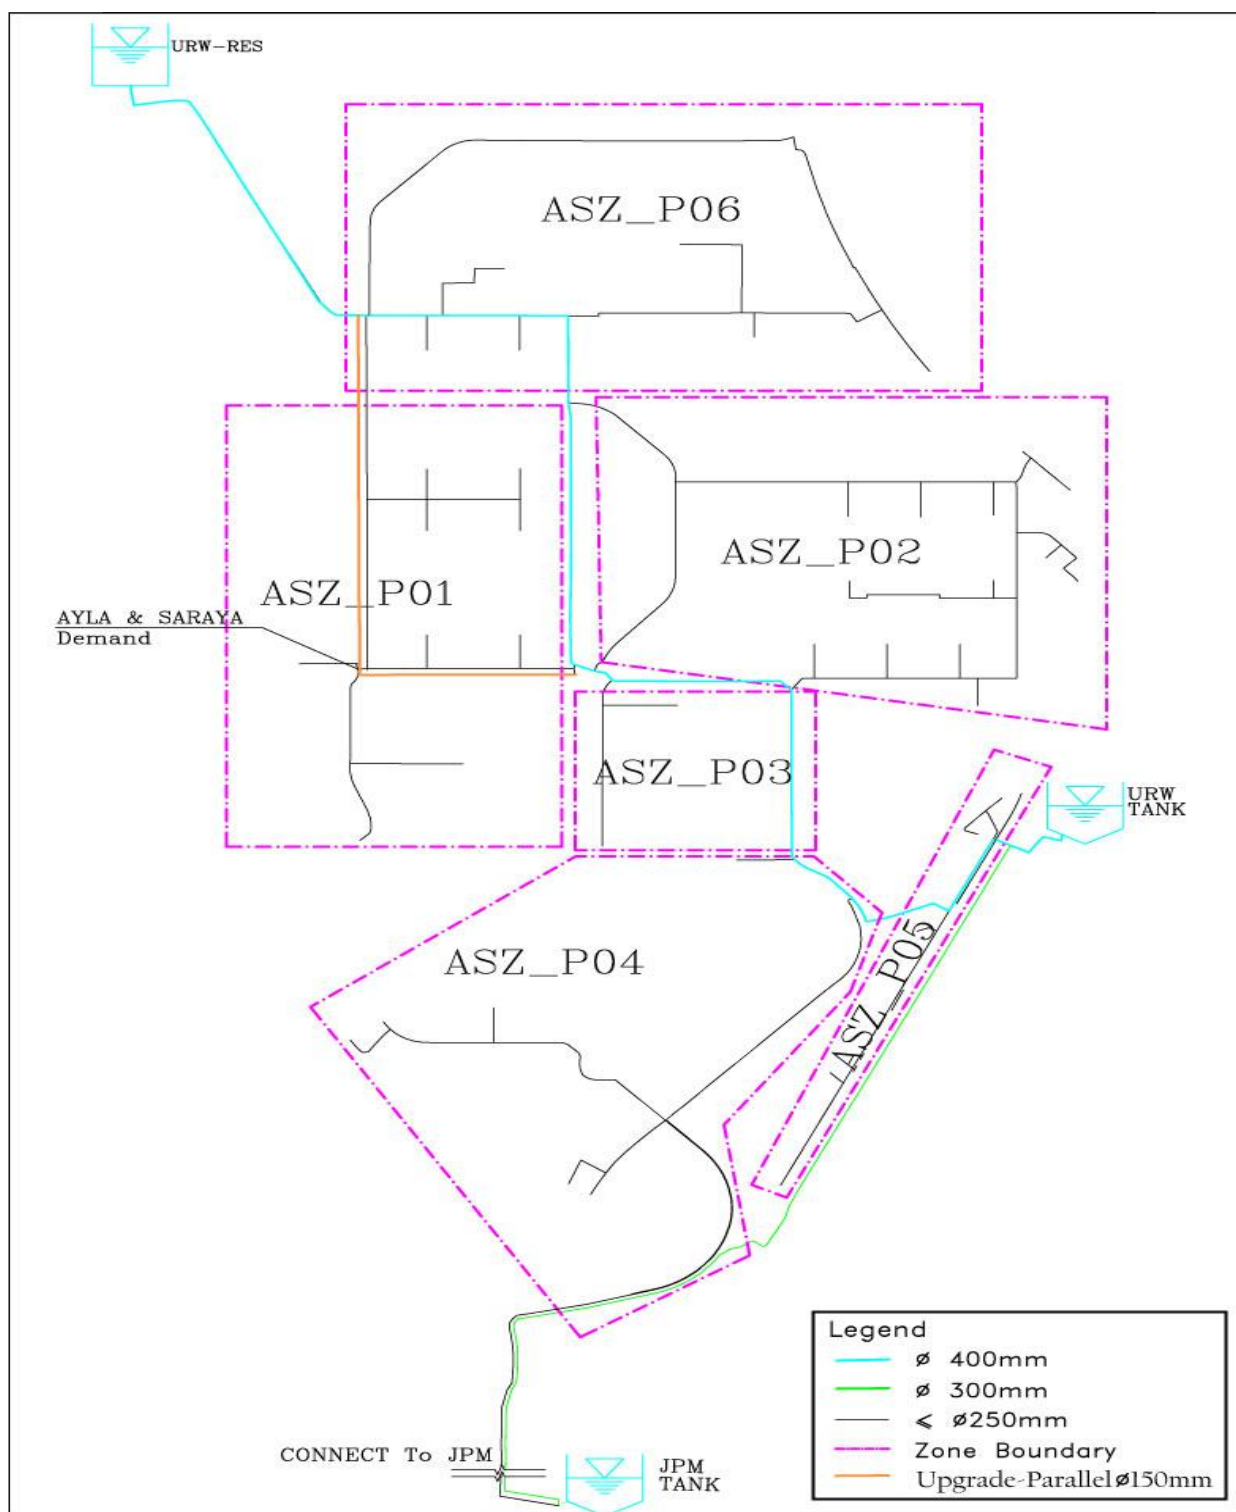 URW-RES
ASZ_P06
ASZ_P02
ASZ_P01
AYLA & SARAYA
Demand
ASZ_P03
URW
TANK
ASZ_P05
ASZ_P04
Legend
ø 400mm
ø 300mm
⩽ ø250mm
Zone Boundary
Upgrade-Parallel ø150mm
CONNECT To JPM
JPM
TANK